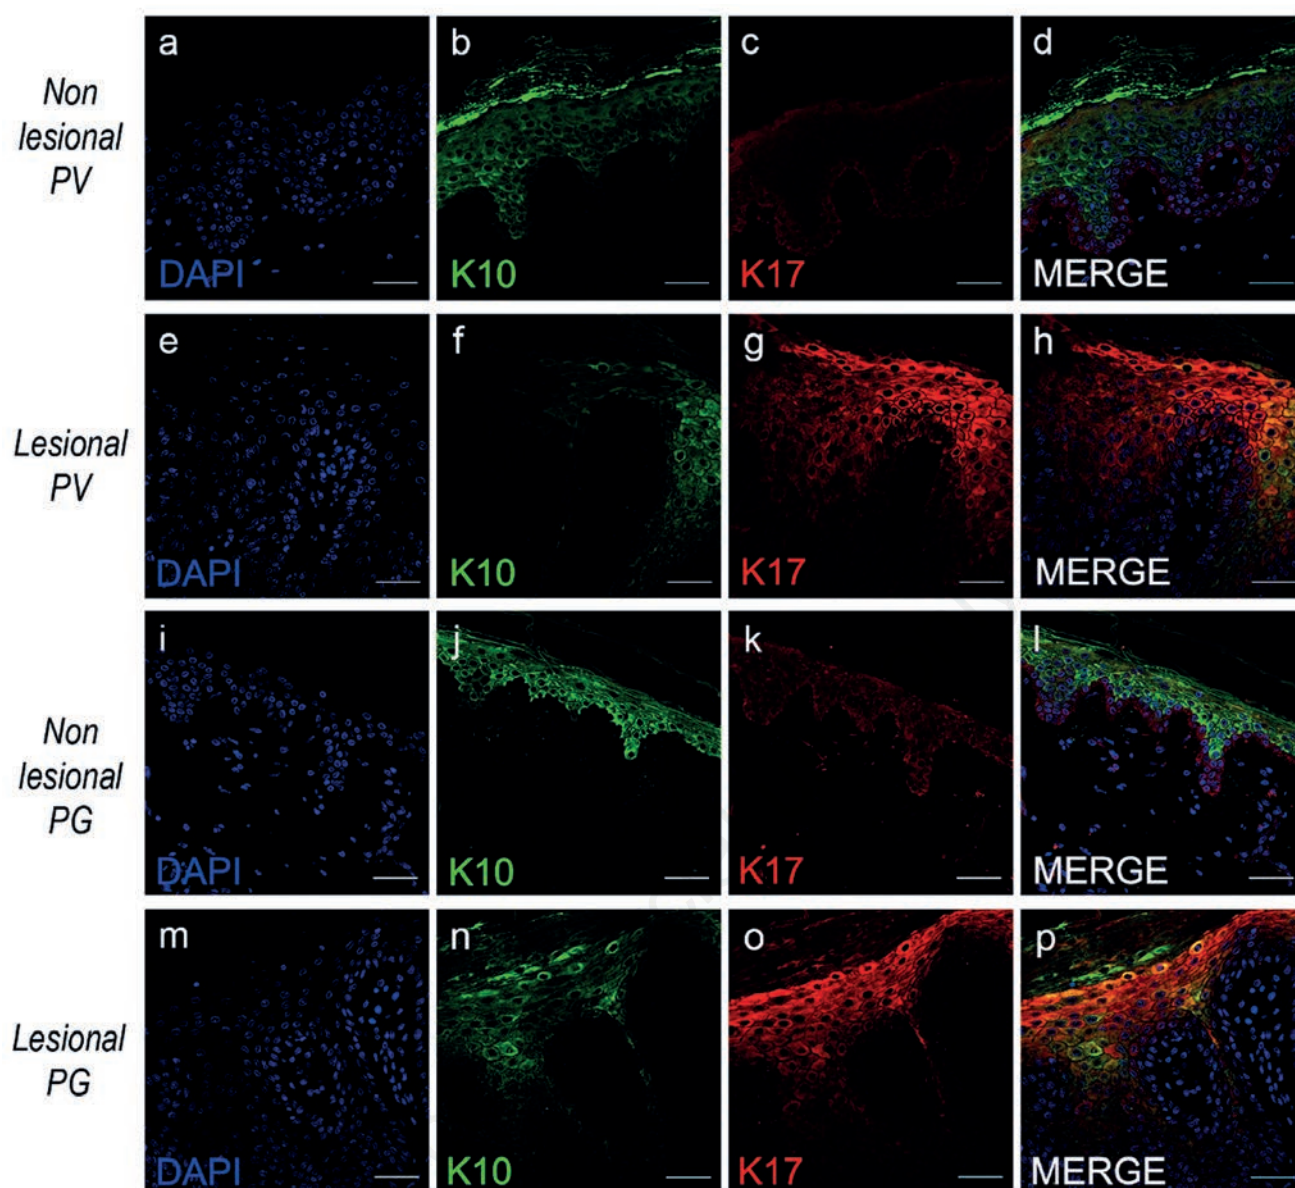 Non
lesional
PV
a
DAPI
b
K10
c
K17
d
MERGE
Lesional
PV
e
DAPI
f
K10
g
K17
h
MERGE
Non
lesional
PG
i
DAPI
j
K10
k
K17
l
MERGE
Lesional
PG
m
DAPI
n
K10
o
K17
p
MERGE